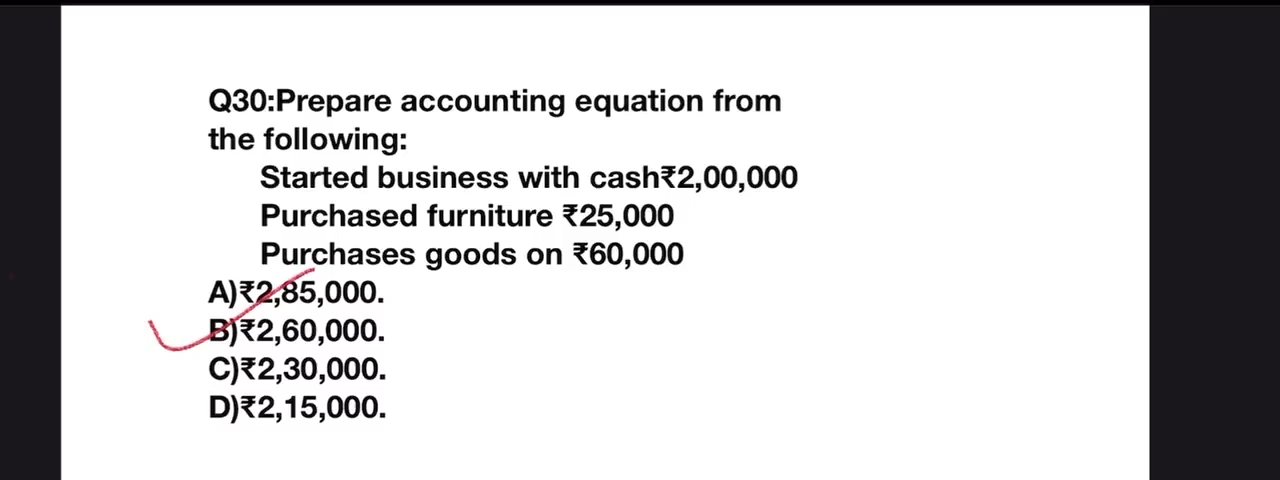 Q30:Prepare accounting equation from
the following:
Started business with cash₹2,00,000
Purchased furniture ₹25,000
Purchases goods on ₹60,000
A)₹2,85,000.
B)₹2,60,000.
C)₹2,30,000.
D)₹2,15,000.